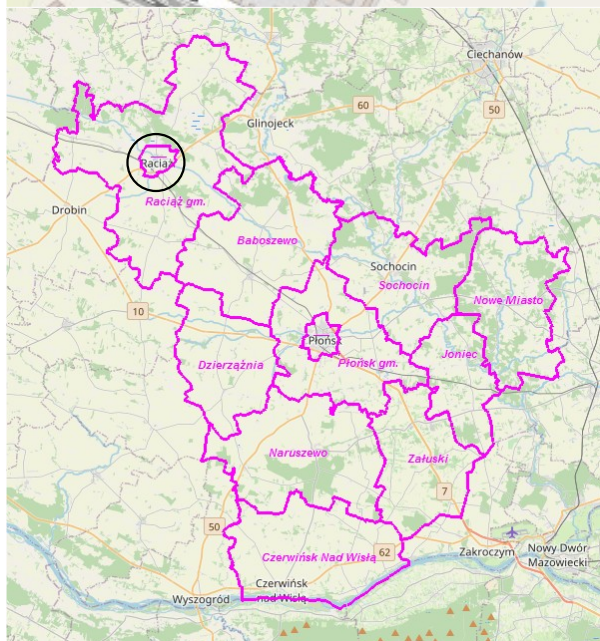 Ciechanów
60
50
Glinojeck
Raciąż
Raciąż gm.
Drobin
Baboszewo
Sochocin
Sochocin
Nowe Miasto
10
Płońs
Joniec
Dzierzążnia
Płońsk gm.
Naruszewo
Załuski
7
50
62
Zakroczym
Nowy Dwór
Mazowiecki
Czerwińsk Nad Wisłą
Czerwińsk
nad Wisłą
Wyszogród